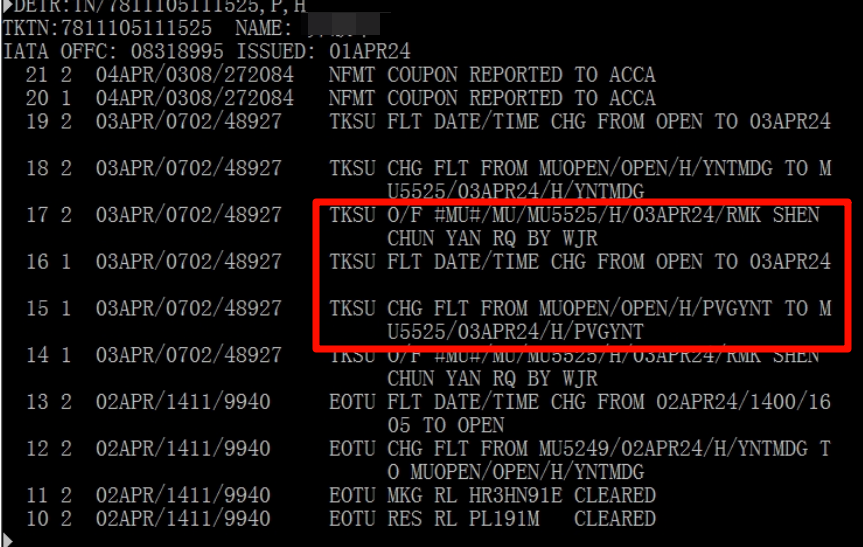 ▶DETR:TN/7811105111525,P,H
TKTN:7811105111525 NAME:
IATA OFFC: 08318995 ISSUED: 01APR24
21 2 04APR/0308/272084 NFMT COUPON REPORTED TO ACCA
20 1 04APR/0308/272084 NFMT COUPON REPORTED TO ACCA
19 2 03APR/0702/48927 TKSU FLT DATE/TIME CHG FROM OPEN TO 03APR24
18 2 03APR/0702/48927 TKSU CHG FLT FROM MUOPEN/OPEN/H/YNTMDG TO M
U5525/03APR24/H/YNTMDG
17 2 03APR/0702/48927 TKSU O/F #MU#/MU/MU5525/H/03APR24/RMK SHEN
CHUN YAN RQ BY WJR
16 1 03APR/0702/48927 TKSU FLT DATE/TIME CHG FROM OPEN TO 03APR24
15 1 03APR/0702/48927 TKSU CHG FLT FROM MUOPEN/OPEN/H/PVGYNT TO M
U5525/03APR24/H/PVGYNT
14 1 03APR/0702/48927 TKSU O/F #MU#/MU/MU5525/H/03APR24/RMK SHEN
CHUN YAN RQ BY WJR
13 2 02APR/1411/9940 EOTU FLT DATE/TIME CHG FROM 02APR24/1400/16
05 TO OPEN
12 2 02APR/1411/9940 EOTU CHG FLT FROM MU5249/02APR24/H/YNTMDG T
O MUOPEN/OPEN/H/YNTMDG
11 2 02APR/1411/9940 EOTU MKG RL HR3HN91E CLEARED
10 2 02APR/1411/9940 EOTU RES RL PL191M CLEARED
▶